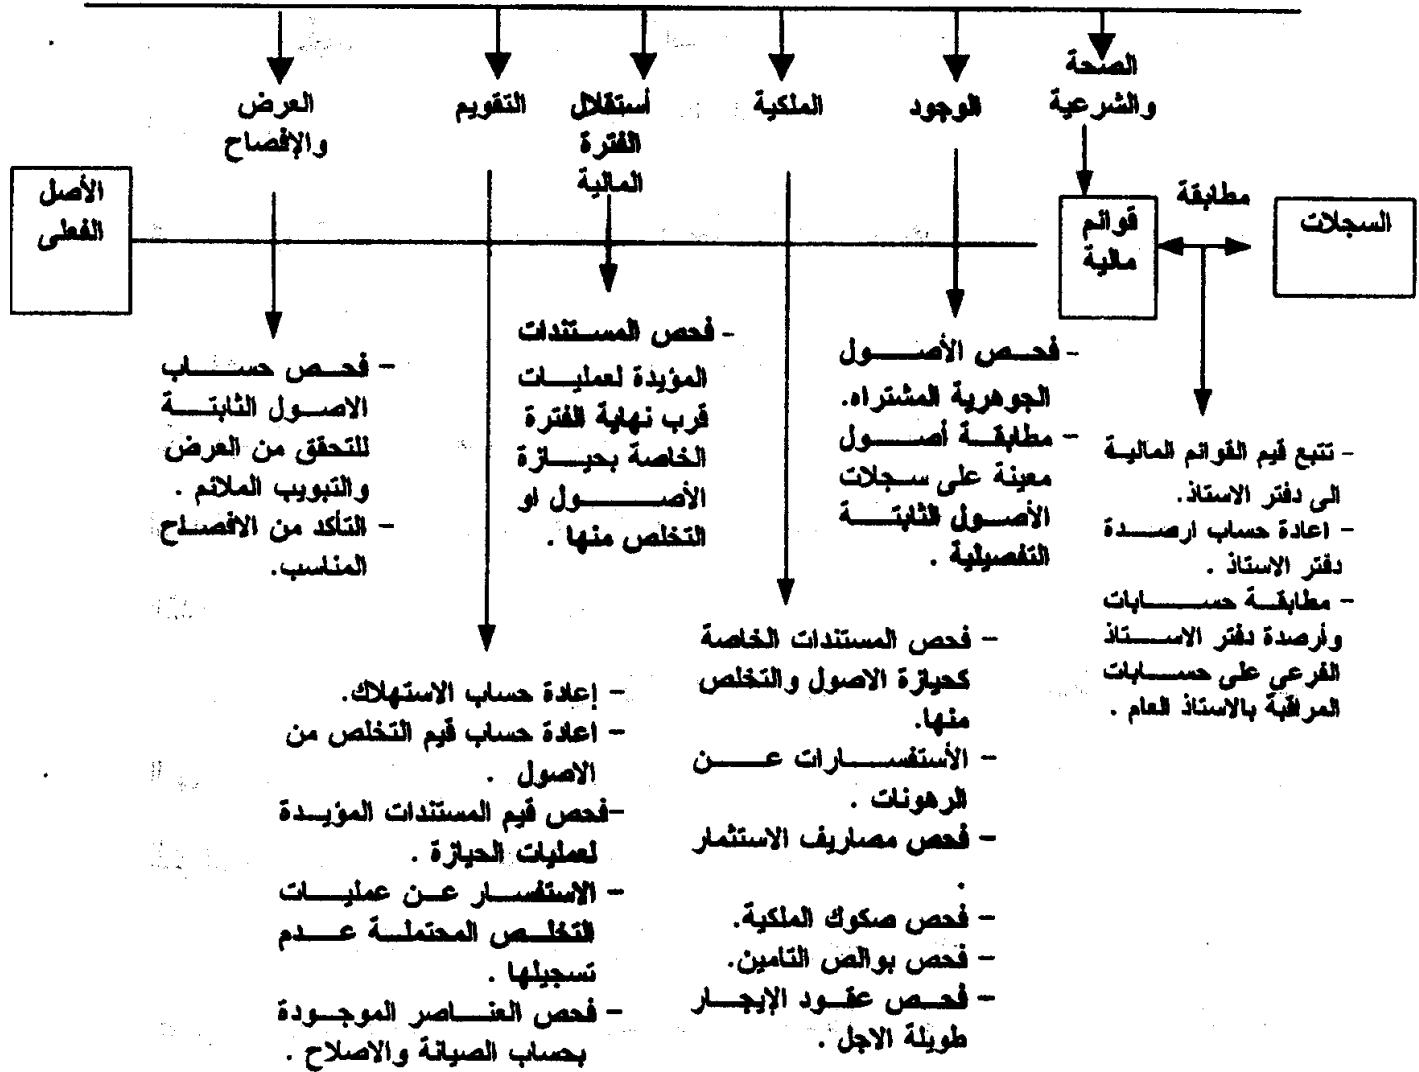 الصحة
والشرعية
الوجود
الملكية
أستقلال
الفترة
المالية
التقويم
العرض
والإفصاح
السجلات
مطابقة
قوائم
مالية
الأصل
الفعلى
- تتبع قيم القوائم المالية
الى دفتر الاستاذ.
- اعادة حساب ارصدة
دفتر الاستاذ .
- مطابقة حسابات
وأرصدة دفتر الاستاذ
الفرعى على حسابات
المراقبة بالاستاذ العام .
- فحص الأصول
الجوهرية المشتراه.
- مطابقة أصول
معينة على سجلات
الأصول الثابتة
التفصيلية .
- فحص المستندات الخاصة
كحيازة الاصول والتخلص
منها.
- الأستفسارات عن
الرهونات .
- فحص مصاريف الاستثمار
.
- فحص صكوك الملكية.
- فحص بوالص التامين.
- فحص عقود الإيجار
طويلة الاجل .
- فحص المستندات
المؤيدة لعمليات
قرب نهاية الفترة
الخاصة بحيازة
الأصول او
التخلص منها .
- إعادة حساب الاستهلاك.
- اعادة حساب قيم التخلص من
الاصول .
-فحص قيم المستندات المؤيدة
لعمليات الحيازة .
- الاستفسار عن عمليات
التخلص المحتملة عدم
تسجيلها .
- فحص العناصر الموجودة
بحساب الصيانة والاصلاح .
- فحص حساب
الاصول الثابتة
للتحقق من العرض
والتبويب الملائم .
- التأكد من الافصاح
المناسب.